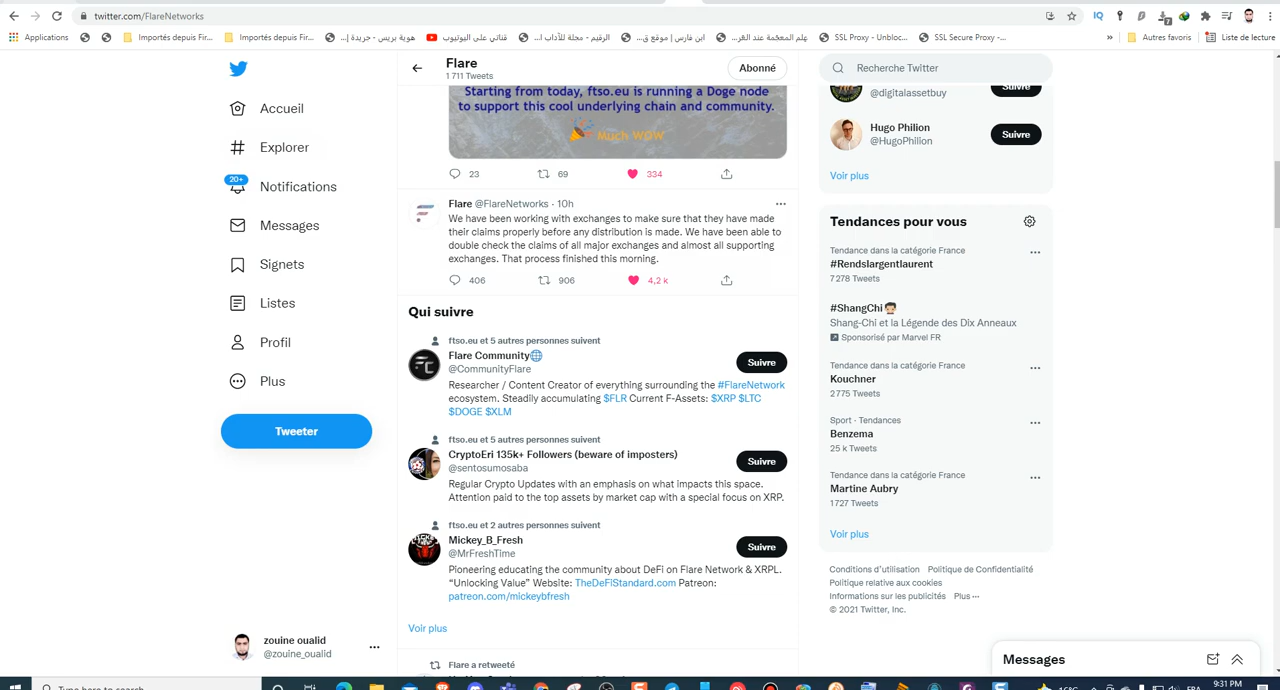 twitter.com/FlareNetworks
Applications
Importés depuis Fir...
Importés depuis Fir...
هوية بريس - جريدة إ...
قناتي على اليوتيوب
الرقيم - مجلة للآداب ا...
ابن فارس | موقع ق...
SSL Proxy - Unbloc...
SSL Secure Proxy -...
»
Autres favoris
Liste de lecture
Accueil
Explorer
20+
Notifications
Messages
Signets
Listes
Profil
Plus
Tweeter
zouine oualid
@zouine_oualid
Flare
1 711 Tweets
Abonné
Starting from today, ftso.eu is running a Doge node
to support this cool underlying chain and community.
Much WOW
23
69
334
Flare @FlareNetworks · 10h
We have been working with exchanges to make sure that they have made
their claims properly before any distribution is made. We have been able to
double check the claims of all major exchanges and almost all supporting
exchanges. That process finished this morning.
406
906
4,2 k
Qui suivre
ftso.eu et 5 autres personnes suivent
Flare Community
@CommunityFlare
Suivre
Researcher / Content Creator of everything surrounding the #FlareNetwork
ecosystem. Steadily accumulating $FLR Current F-Assets: $XRP $LTC
$DOGE $XLM
ftso.eu et 5 autres personnes suivent
CryptoEri 135k+ Followers (beware of imposters)
@sentosumosaba
Suivre
Regular Crypto Updates with an emphasis on what impacts this space.
Attention paid to the top assets by market cap with a special focus on XRP.
ftso.eu et 2 autres personnes suivent
Mickey_B_Fresh
@MrFreshTime
Suivre
Pioneering educating the community about DeFi on Flare Network & XRPL.
“Unlocking Value” Website: TheDeFiStandard.com Patreon:
patreon.com/mickeybfresh
Voir plus
Flare a retweeté
Recherche Twitter
@digitalassetbuy
Suivre
Hugo Philion
@HugoPhilion
Suivre
Voir plus
Tendances pour vous
Tendance dans la catégorie France
#Rendslargentlaurent
7 278 Tweets
#ShangChi
Shang-Chi et la Légende des Dix Anneaux
Sponsorisé par Marvel FR
Tendance dans la catégorie France
Kouchner
2 775 Tweets
Sport · Tendances
Benzema
25 k Tweets
Tendance dans la catégorie France
Martine Aubry
1 727 Tweets
Voir plus
Conditions d’utilisation Politique de Confidentialité
Politique relative aux cookies
Informations sur les publicités Plus ···
© 2021 Twitter, Inc.
Messages
Type here to search
16°C
FRA
9:31 PM